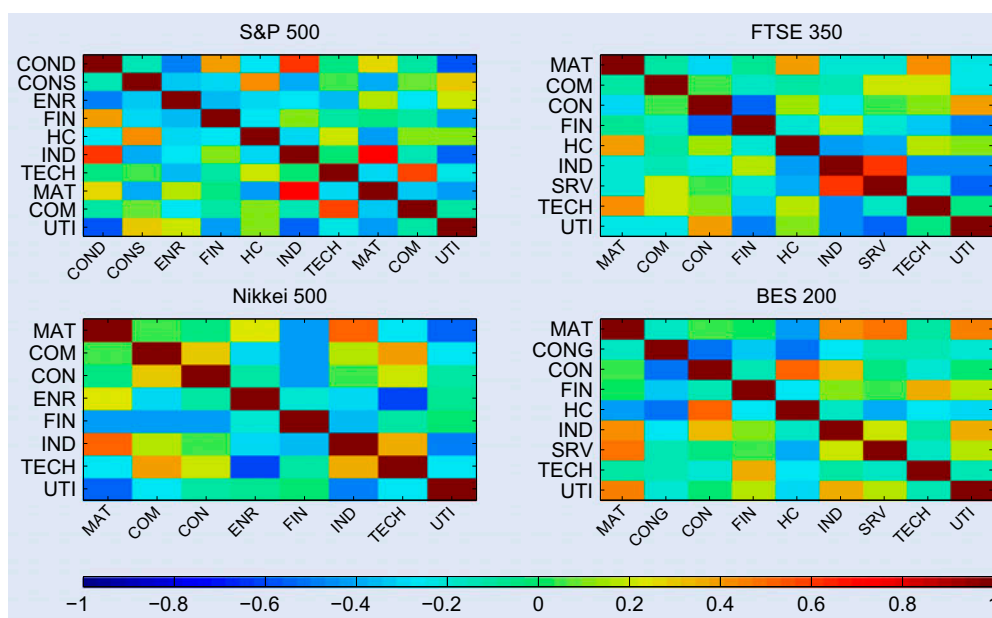 S&P 500
COND
CONS
ENR
FIN
HC
IND
TECH
MAT
COM
UTI
COND CONS ENR FIN HC IND TECH MAT COM UTI
FTSE 350
MAT
COM
CON
FIN
HC
IND
SRV
TECH
UTI
MAT COM CON FIN HC IND SRV TECH UTI
Nikkei 500
MAT
COM
CON
ENR
FIN
IND
TECH
UTI
MAT COM CON ENR FIN IND TECH UTI
BES 200
MAT
CONG
CON
FIN
HC
IND
SRV
TECH
UTI
MAT CONG CON FIN HC IND SRV TECH UTI
−1 −0.8 −0.6 −0.4 −0.2 0 0.2 0.4 0.6 0.8 1